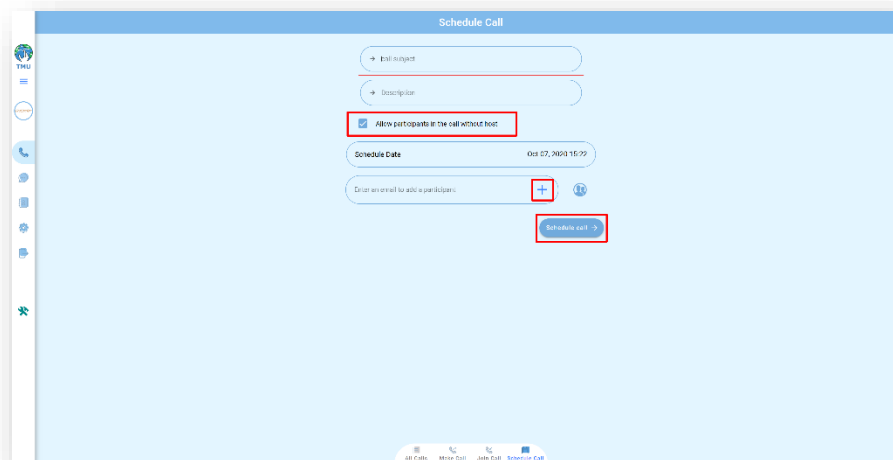 Schedule Call
TMU
→ call subject
→ Description
Allow participants in the call without host
Schedule Date Oct 07, 2020 15:22
Enter an email to add a participant
Schedule call →
All Calls Make Call Join Call Schedule Call